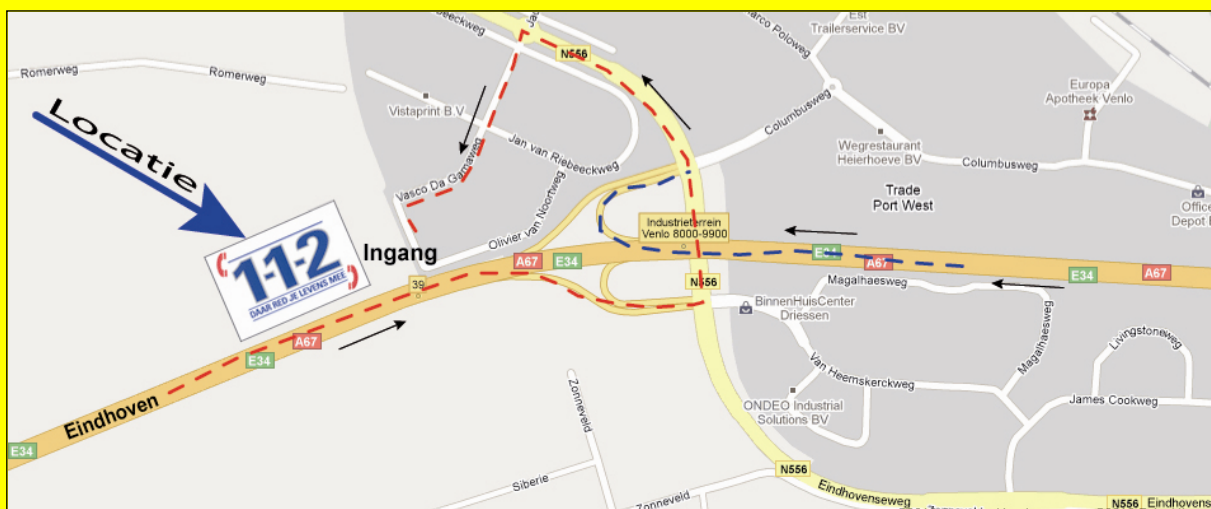 Est
Trailerservice BV
N556
Romerweg
Romerweg
Europa
Apotheek Venlo
Vistaprint B.V
Columbusweg
Locatie
Jan van Riebeeckweg
Wegrestaurant
Heierhoeve BV
Columbusweg
Vasco Da Gamaweg
Trade
Port West
Office
Depot
Olivier van Noortweg
Industrieterrein
Venlo 8000-9900
1-1-2
DAAR RED JE LEVENS MEE
Ingang
A67
E34
E34
A67
E34
A67
39
N556
Magalhaesweg
BinnenHuisCenter
Driessen
Magalhaesweg
Livingstoneweg
A67
E34
Van Heemskerckweg
Zonneveld
James Cookweg
ONDEO Industrial
Solutions BV
Eindhoven
E34
N556
Siberie
Zonneveld
Eindhovenseweg
N556
Eindhovens